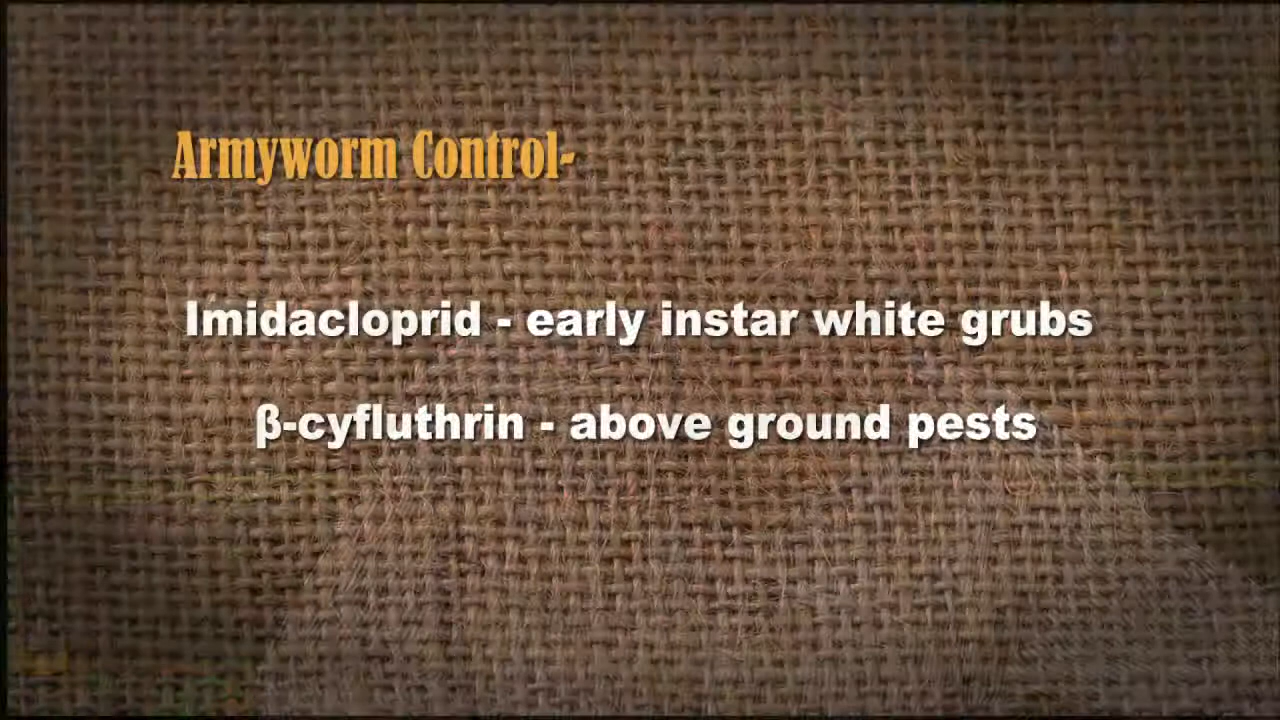 Armyworm Control-
Imidacloprid - early instar white grubs
β-cyfluthrin - above ground pests